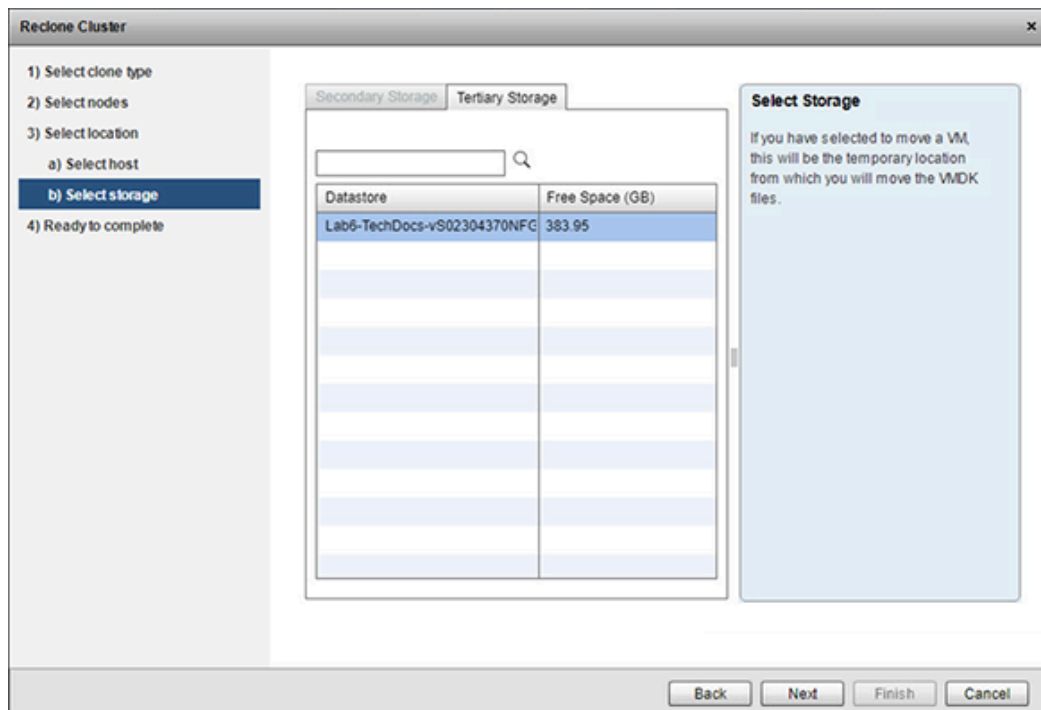 Reclone Cluster
×
1) Select clone type
2) Select nodes
3) Select location
a) Select host
b) Select storage
4) Ready to complete
Secondary Storage
Tertiary Storage
Datastore
Free Space (GB)
Lab6-TechDocs-vS02304370NFG
383.95
Select Storage
If you have selected to move a VM,
this will be the temporary location
from which you will move the VMDK
files.
Back
Next
Finish
Cancel